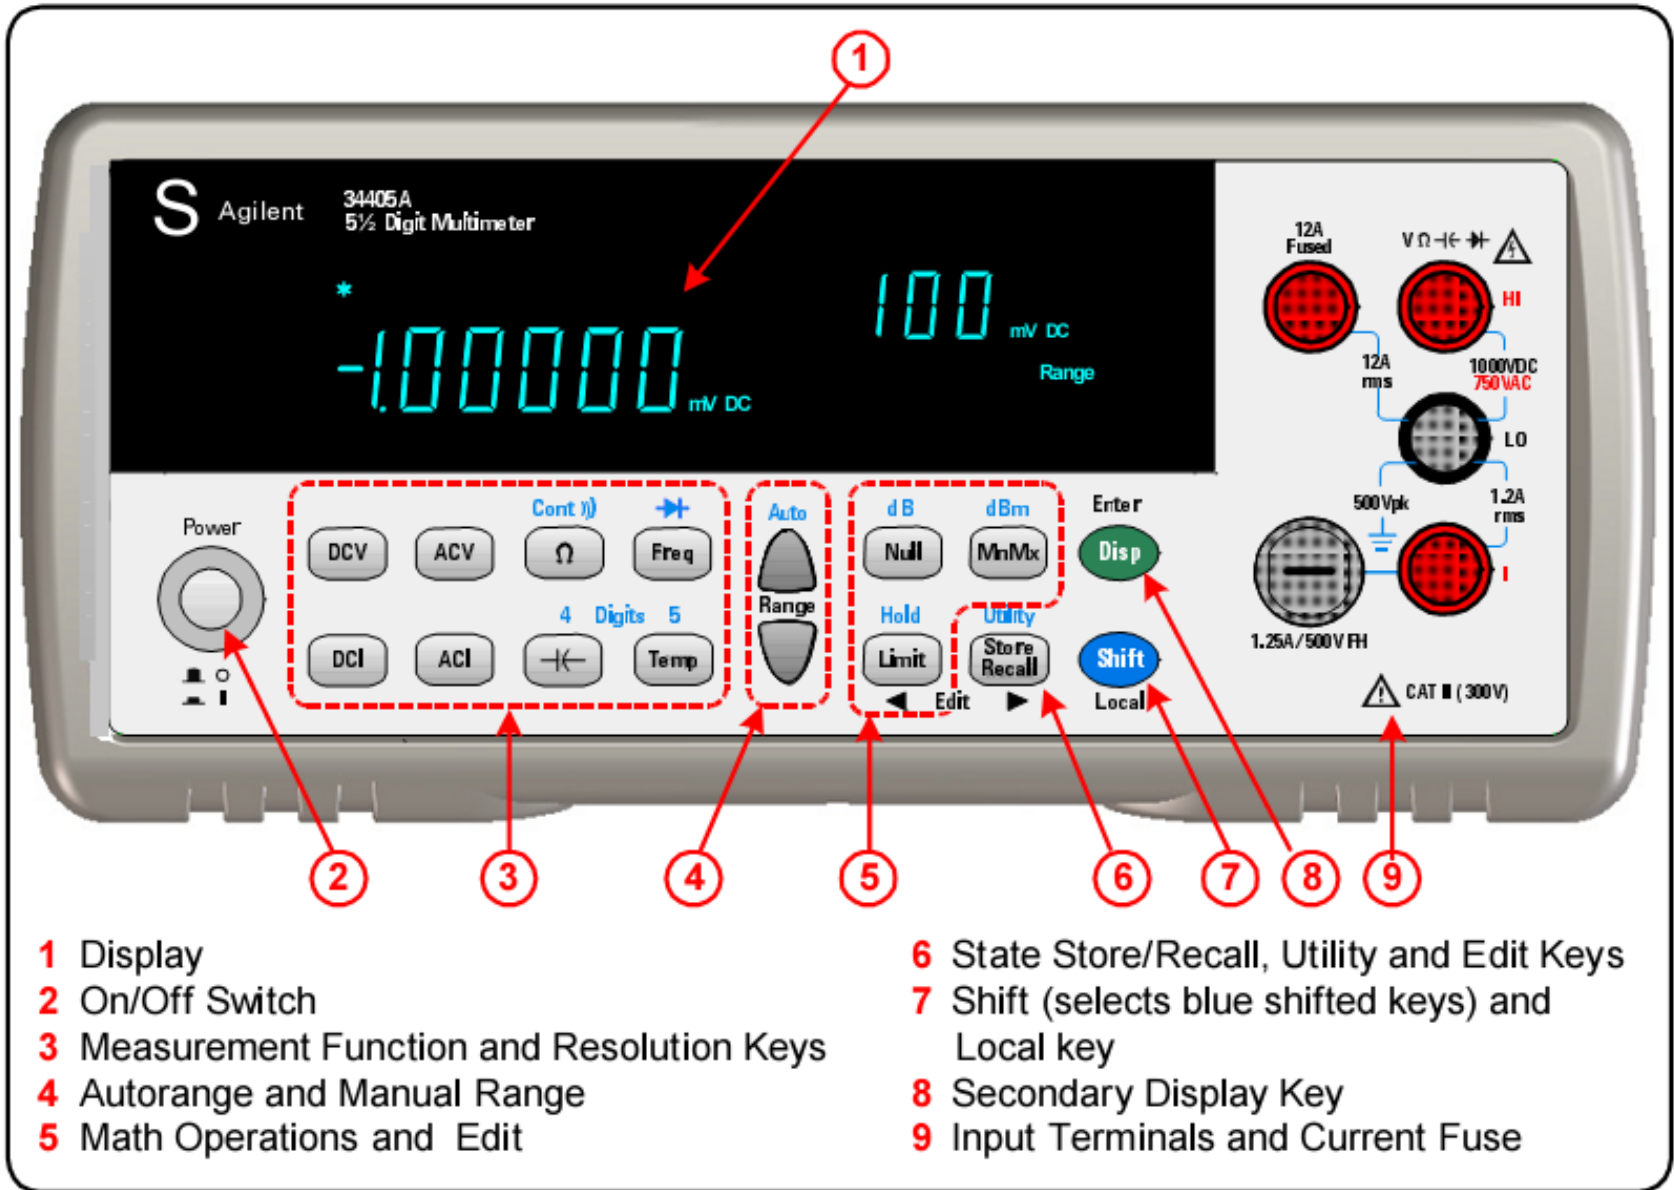 1
S Agilent
34405A
5½ Digit Multimeter
*
-1.00000 mV DC
100 mV DC
Range
12A
Fused
V Ω
HI
12A
rms
1000VDC
750VAC
LO
500Vpk
1.2A
rms
I
1.25A/500V FH
CAT II (300V)
Power
Cont
DCV
ACV
Ω
Freq
4 Digits 5
DCI
ACI
Temp
Auto
Range
dB
dBm
Null
MnMx
Hold
Utility
Limit
Store
Recall
Edit
Enter
Disp
Shift
Local
2
3
4
5
6
7
8
9
1 Display
2 On/Off Switch
3 Measurement Function and Resolution Keys
4 Autorange and Manual Range
5 Math Operations and Edit
6 State Store/Recall, Utility and Edit Keys
7 Shift (selects blue shifted keys) and
Local key
8 Secondary Display Key
9 Input Terminals and Current Fuse